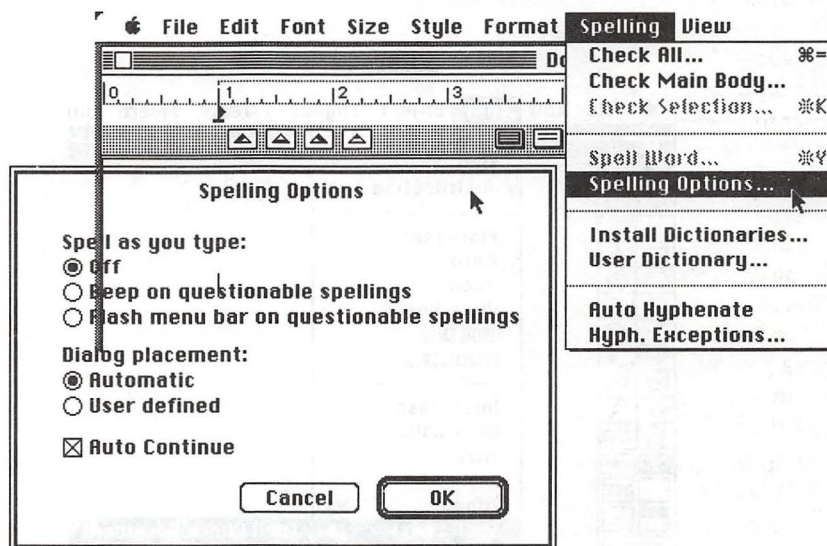 File Edit Font Size Style Format Spelling View
Do
0 1 2 3
Check All... ⌘=
Check Main Body...
Check Selection... ⌘K
Spell Word... ⌘Y
Spelling Options...
Install Dictionaries...
User Dictionary...
Auto Hyphenate
Hyph. Exceptions...
Spelling Options
Spell as you type:
Off
Beep on questionable spellings
Flash menu bar on questionable spellings
Dialog placement:
Automatic
User defined
Auto Continue
Cancel OK